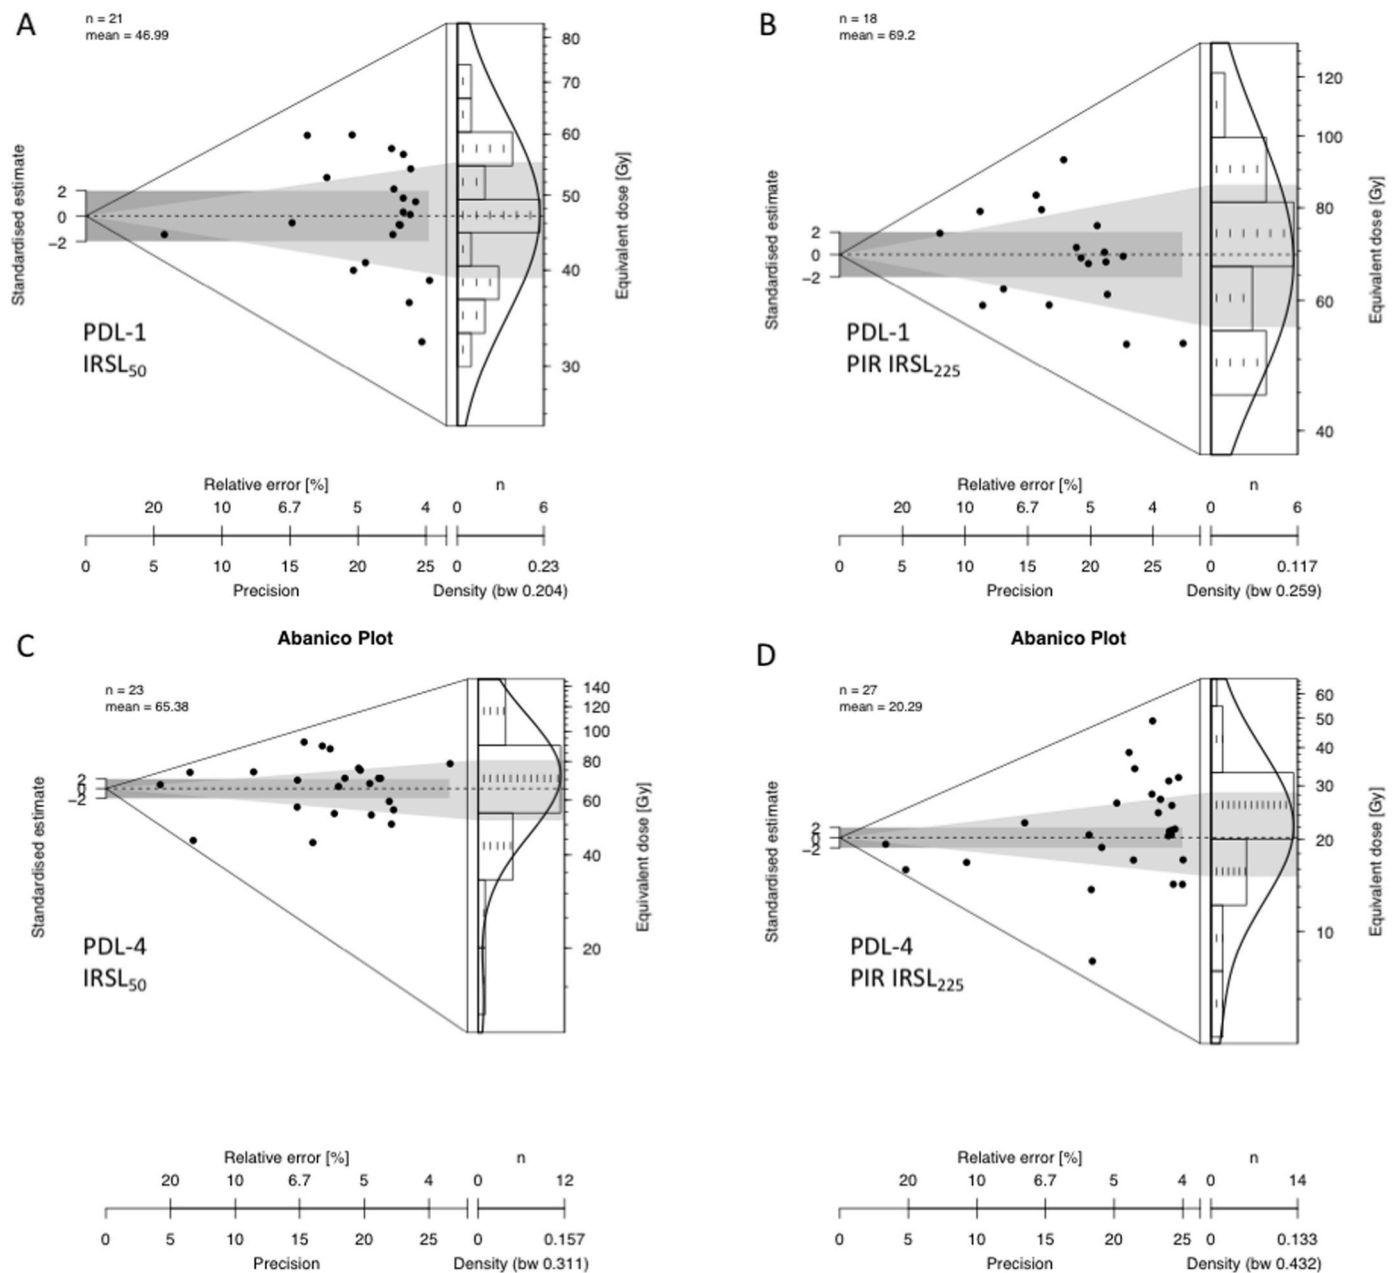 A
n = 21
mean = 46.99
Standardised estimate
2
0
−2
80
70
60
50
40
30
Equivalent dose [Gy]
PDL-1
IRSL50
Relative error [%]
n
20 10 6.7 5 4 0 6
0 5 10 15 20 25 0 0.23
Precision
Density (bw 0.204)
B
n = 18
mean = 69.2
Standardised estimate
2
0
−2
120
100
80
60
40
Equivalent dose [Gy]
PDL-1
PIR IRSL225
Relative error [%]
n
20 10 6.7 5 4 0 6
0 5 10 15 20 25 0 0.117
Precision
Density (bw 0.259)
C
Abanico Plot
n = 23
mean = 65.38
Standardised estimate
2
0
−2
140
120
100
80
60
40
20
Equivalent dose [Gy]
PDL-4
IRSL50
Relative error [%]
n
20 10 6.7 5 4 0 12
0 5 10 15 20 25 0 0.157
Precision
Density (bw 0.311)
D
Abanico Plot
n = 27
mean = 20.29
Standardised estimate
2
0
−2
60
50
40
30
20
10
Equivalent dose [Gy]
PDL-4
PIR IRSL225
Relative error [%]
n
20 10 6.7 5 4 0 14
0 5 10 15 20 25 0 0.133
Precision
Density (bw 0.432)